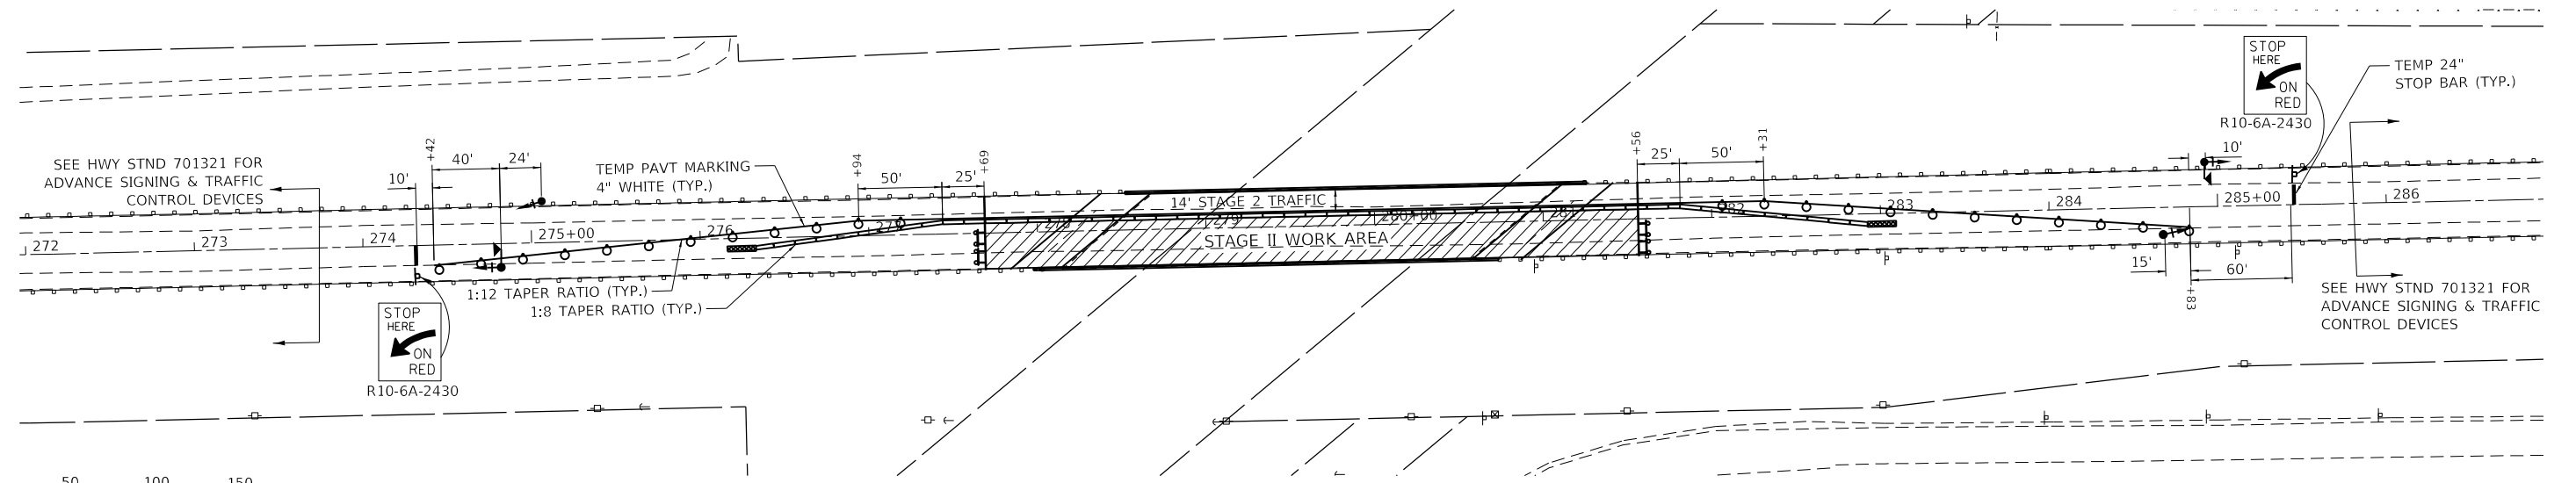 STOP
HERE
ON
RED
R10-6A-2430
TEMP 24"
STOP BAR (TYP.)
SEE HWY STND 701321 FOR
ADVANCE SIGNING & TRAFFIC
CONTROL DEVICES
10'
+42
40'
24'
TEMP PAVT MARKING
4" WHITE (TYP.)
+94
50'
25'
+69
14' STAGE 2 TRAFFIC
+56
25'
50'
+31
10'
272
273
274
275+00
276
277
278
279
280+00
281
282
283
284
285+00
286
STAGE II WORK AREA
1:12 TAPER RATIO (TYP.)
1:8 TAPER RATIO (TYP.)
15'
60'
+83
STOP
HERE
ON
RED
R10-6A-2430
SEE HWY STND 701321 FOR
ADVANCE SIGNING & TRAFFIC
CONTROL DEVICES
50
100
150